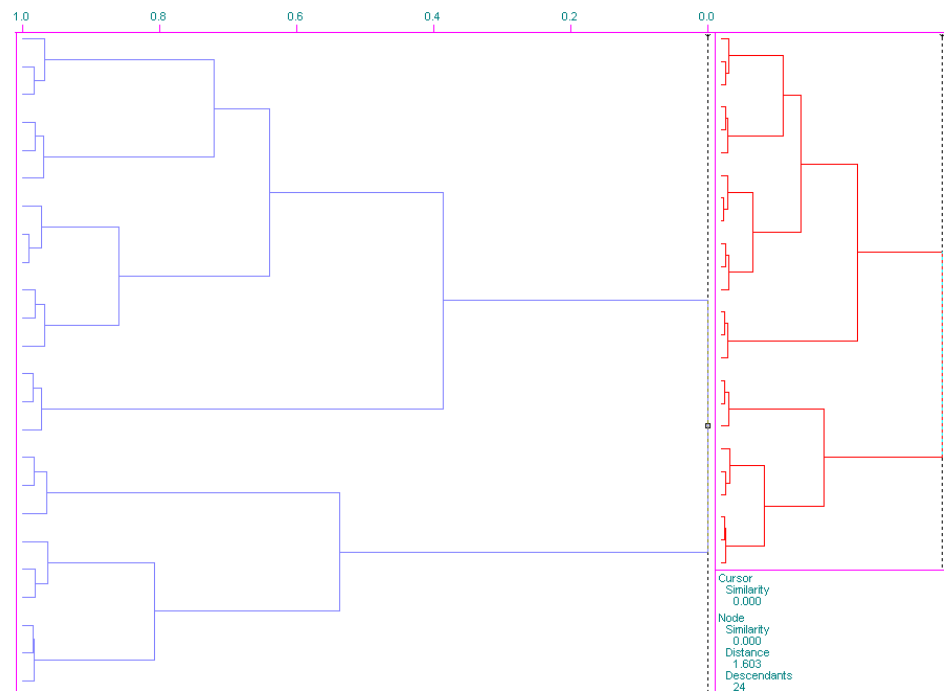 1.0 0.8 0.6 0.4 0.2 0.0
Cursor
Similarity
0.000
Node
Similarity
0.000
Distance
1.603
Descendants
24